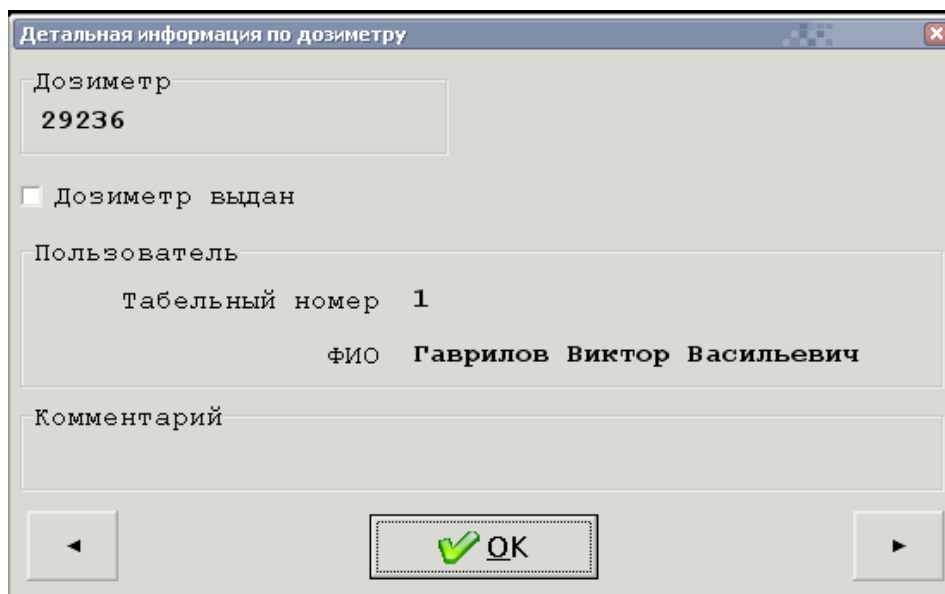 Детальная информация по дозиметру
Дозиметр
29236
Дозиметр выдан
Пользователь
Табельный номер 1
ФИО Гаврилов Виктор Васильевич
Комментарий
OK